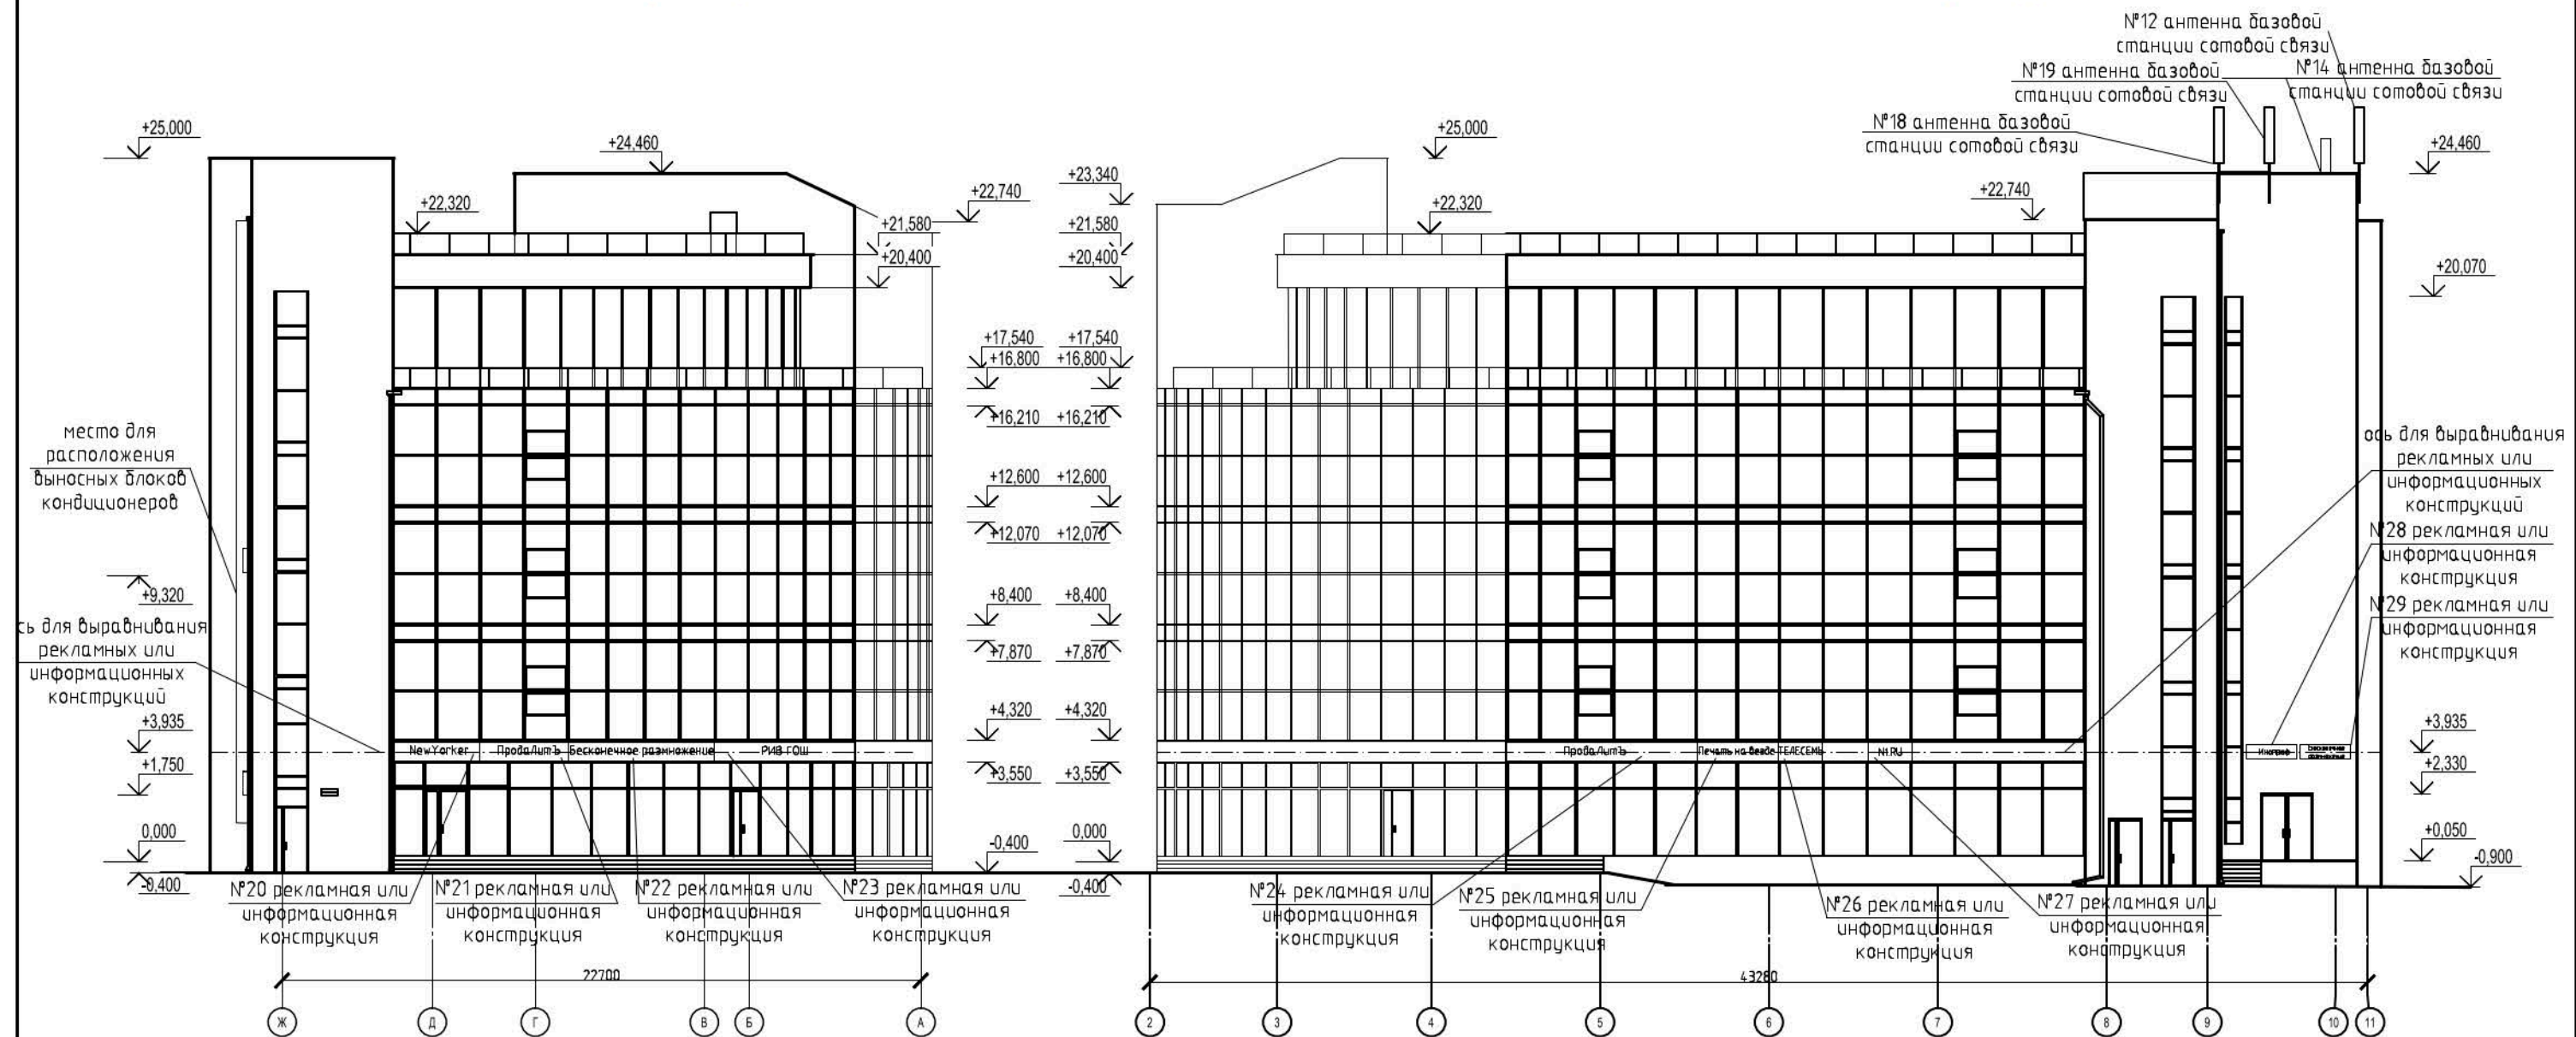 №12 антенна базовой
станции сотовой связи
№19 антенна базовой
станции сотовой связи
№14 антенна базовой
станции сотовой связи
№18 антенна базовой
станции сотовой связи
+25,000
+24,460
+22,320
+22,740
+21,580
+20,400
+23,340
+21,580
+20,400
+25,000
+22,320
+22,740
+24,460
+20,070
+17,540
+16,800
+16,210
+12,600
+12,070
+8,400
+7,870
+4,320
+3,550
-0,400
+17,540
+16,800
+16,210
+12,600
+12,070
+8,400
+7,870
+4,320
+3,550
0,000
-0,400
место для
расположения
выносных блоков
кондиционеров
+9,320
сь для выравнивания
рекламных или
информационных
конструкций
+3,935
+1,750
0,000
-0,400
ось для выравнивания
рекламных или
информационных
конструкций
№28 рекламная или
информационная
конструкция
№29 рекламная или
информационная
конструкция
+3,935
+2,330
+0,050
-0,900
NewYorker
ПродаЛитЪ
Бесконечное размножение
РИВ ГОШ
ПродаЛитЪ
Печать на везде
ТЕЛЕСЕМЬ
N1.RU
№20 рекламная или
информационная
конструкция
№21 рекламная или
информационная
конструкция
№22 рекламная или
информационная
конструкция
№23 рекламная или
информационная
конструкция
№24 рекламная или
информационная
конструкция
№25 рекламная или
информационная
конструкция
№26 рекламная или
информационная
конструкция
№27 рекламная или
информационная
конструкция
22700
43280
Ж
Д
Г
В
Б
А
2
3
4
5
6
7
8
9
10
11